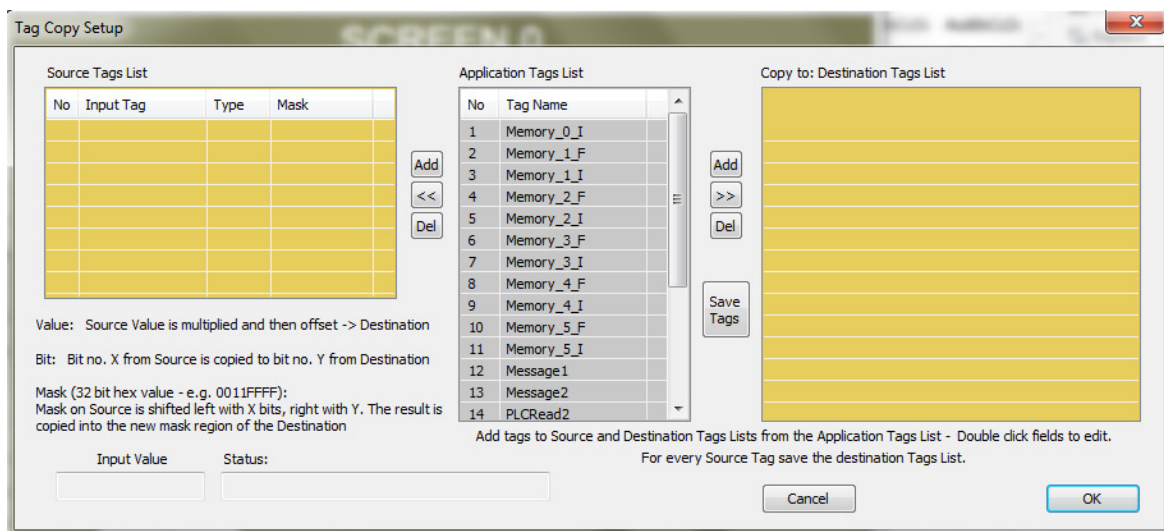 Tag Copy Setup
SCREEN 0
Source Tags List
No Input Tag Type Mask
Add
<<
Del
Value: Source Value is multiplied and then offset -> Destination
Bit: Bit no. X from Source is copied to bit no. Y from Destination
Mask (32 bit hex value - e.g. 0011FFFF):
Mask on Source is shifted left with X bits, right with Y. The result is
copied into the new mask region of the Destination
Input Value Status:
Application Tags List
No Tag Name
1 Memory_0_I
2 Memory_1_F
3 Memory_1_I
4 Memory_2_F
5 Memory_2_I
6 Memory_3_F
7 Memory_3_I
8 Memory_4_F
9 Memory_4_I
10 Memory_5_F
11 Memory_5_I
12 Message1
13 Message2
14 PLCRead2
Add
>>
Del
Save
Tags
Copy to: Destination Tags List
Add tags to Source and Destination Tags Lists from the Application Tags List - Double click fields to edit.
For every Source Tag save the destination Tags List.
Cancel
OK